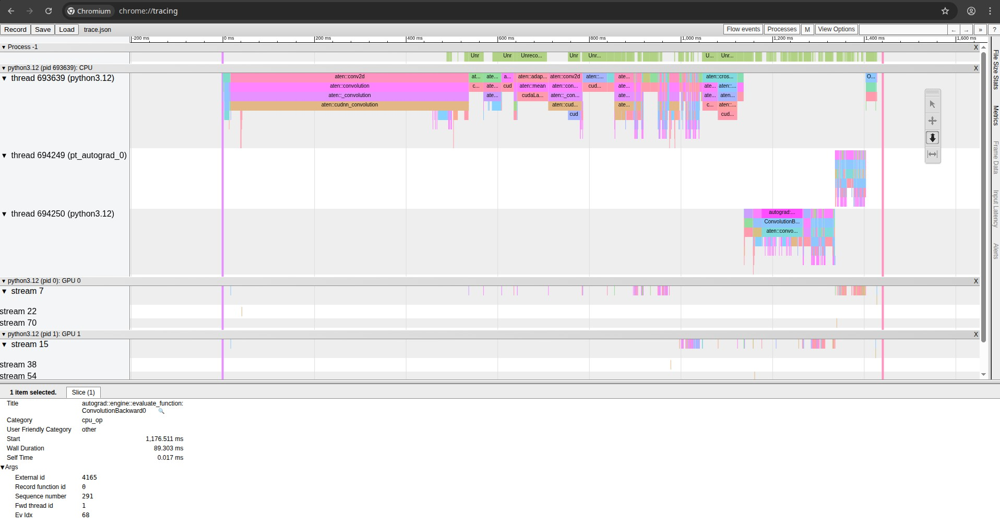 Chromium chrome://tracing
Record Save Load trace.json Flow events Processes M View Options ← → » ?
-200 ms 0 ms 200 ms 400 ms 600 ms 800 ms 1,000 ms 1,200 ms 1,400 ms 1,600 ms
Process -1 X
Unr Unr Unreco... Unr Unr... U... Unr...
python3.12 (pid 693639): CPU X
thread 693639 (python3.12)
aten::conv2d at... ate... a... aten::adap... aten::conv2d aten::... ate... aten::cros... O...
aten::convolution c... ate... cud aten::mean aten::con... cud... ate... ate... aten::...
aten::_convolution ate... cudaLa... aten::_con... ate... ate... aten...
aten::cudnn_convolution aten::cud... ate... c... aten::...
cud cud...
thread 694249 (pt_autograd_0)
thread 694250 (python3.12)
autograd:...
ConvolutionB...
aten::convo...
python3.12 (pid 0): GPU 0 X
stream 7
stream 22
stream 70
python3.12 (pid 1): GPU 1 X
stream 15
stream 38
stream 54
File Size Stats
Metrics
Frame Data
Input Latency
Alerts
1 item selected. Slice (1)
Title autograd::engine::evaluate_function:
ConvolutionBackward0
Category cpu_op
User Friendly Category other
Start 1,176.511 ms
Wall Duration 89.303 ms
Self Time 0.017 ms
Args
External id 4165
Record function id 0
Sequence number 291
Fwd thread id 1
Ev Idx 68